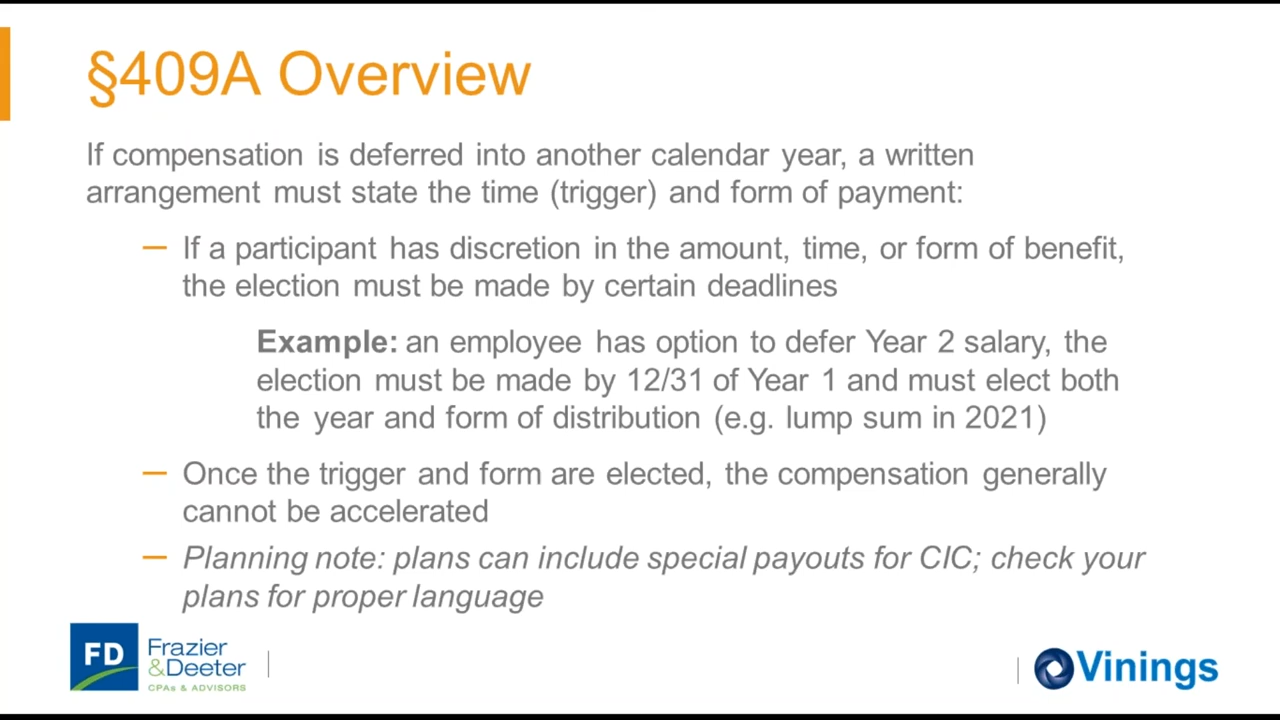 §409A Overview
If compensation is deferred into another calendar year, a written
arrangement must state the time (trigger) and form of payment:
— If a participant has discretion in the amount, time, or form of benefit,
the election must be made by certain deadlines
Example: an employee has option to defer Year 2 salary, the
election must be made by 12/31 of Year 1 and must elect both
the year and form of distribution (e.g. lump sum in 2021)
— Once the trigger and form are elected, the compensation generally
cannot be accelerated
— Planning note: plans can include special payouts for CIC; check your
plans for proper language
FD
Frazier
&Deeter
CPAs & ADVISORS
Vinings